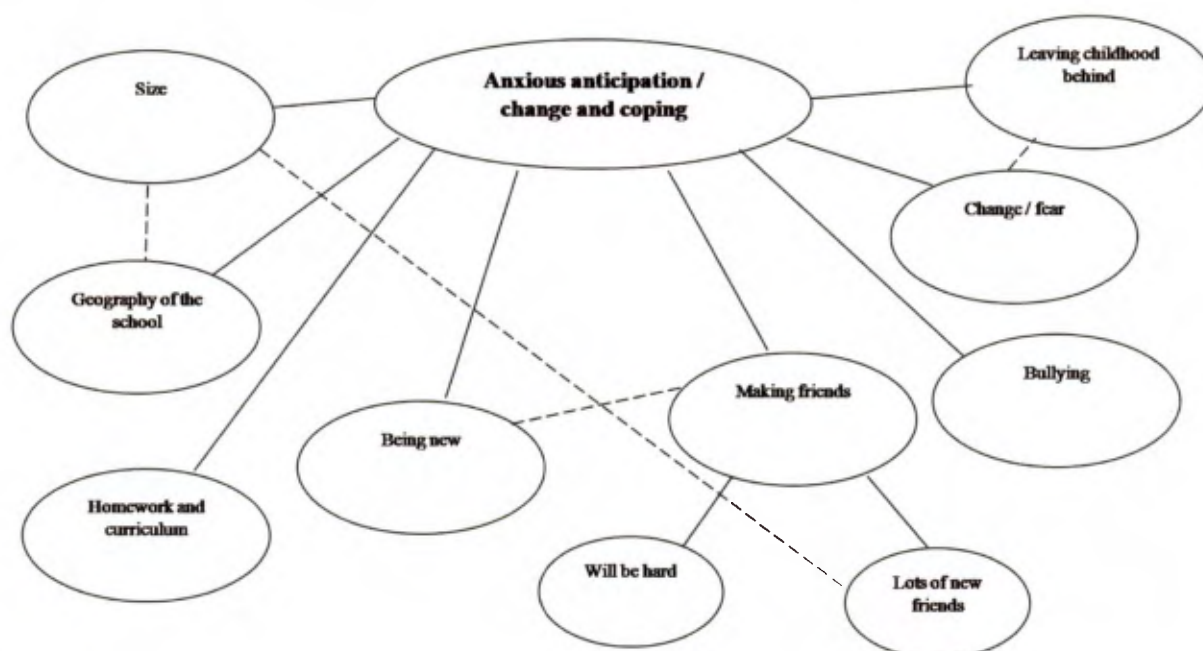 Leaving childhood
behind
Anxious anticipation /
change and coping
Size
Change / fear
Geography of the
school
Bullying
Making friends
Being new
Homework and
curriculum
Will be hard
Lots of new
friends